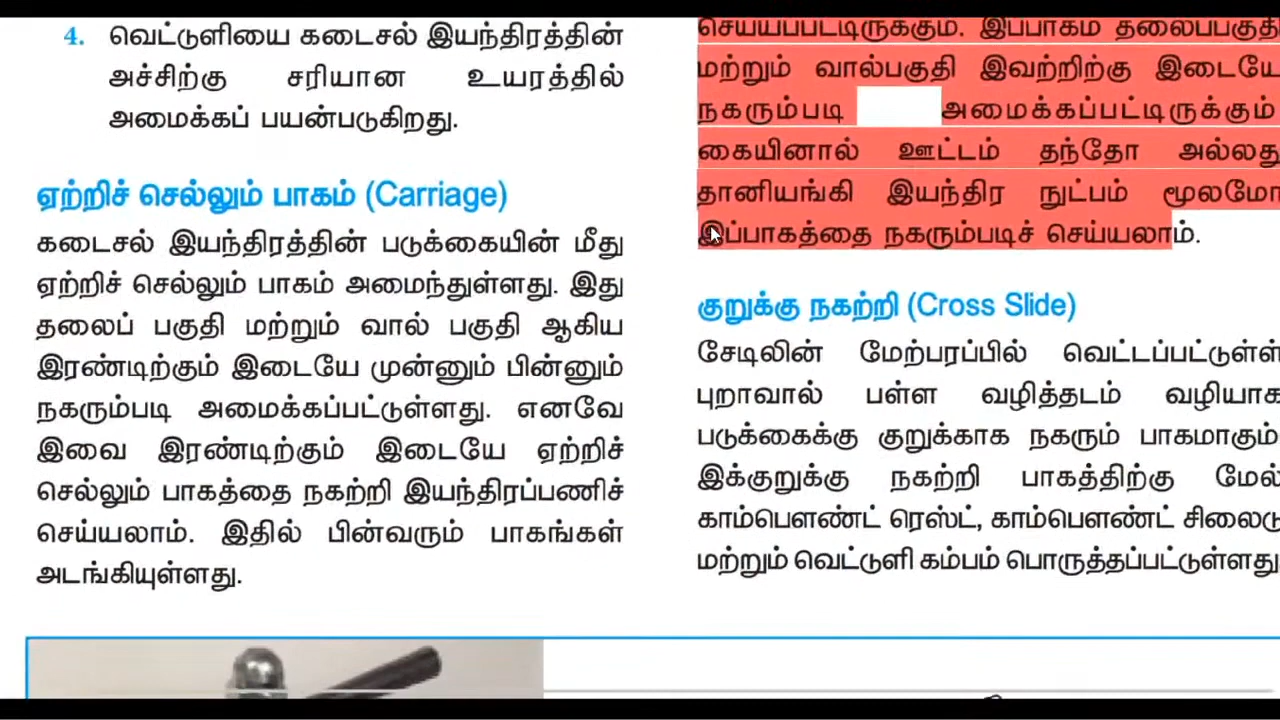 4. வெட்டுளியை கடைசல் இயந்திரத்தின்
அச்சிற்கு சரியான உயரத்தில்
அமைக்கப் பயன்படுகிறது.
ஏற்றிச் செல்லும் பாகம் (Carriage)
கடைசல் இயந்திரத்தின் படுக்கையின் மீது
ஏற்றிச் செல்லும் பாகம் அமைந்துள்ளது. இது
தலைப் பகுதி மற்றும் வால் பகுதி ஆகிய
இரண்டிற்கும் இடையே முன்னும் பின்னும்
நகரும்படி அமைக்கப்பட்டுள்ளது. எனவே
இவை இரண்டிற்கும் இடையே ஏற்றிச்
செல்லும் பாகத்தை நகற்றி இயந்திரப்பணிச்
செய்யலாம். இதில் பின்வரும் பாகங்கள்
அடங்கியுள்ளது.
செய்யப்பட்டிருக்கும். இப்பாகம் தலைப்பகுதி
மற்றும் வால்பகுதி இவற்றிற்கு இடையே
நகரும்படி அமைக்கப்பட்டிருக்கும்
கையினால் ஊட்டம் தந்தோ அல்லது
தானியங்கி இயந்திர நுட்பம் மூலமோ
இப்பாகத்தை நகரும்படிச் செய்யலாம்.
குறுக்கு நகற்றி (Cross Slide)
சேடிலின் மேற்பரப்பில் வெட்டப்பட்டுள்ள
புறாவால் பள்ள வழித்தடம் வழியாக
படுக்கைக்கு குறுக்காக நகரும் பாகமாகும்.
இக்குறுக்கு நகற்றி பாகத்திற்கு மேல்
காம்பௌண்ட் ரெஸ்ட், காம்பௌண்ட் சிலைடு
மற்றும் வெட்டுளி கம்பம் பொருத்தப்பட்டுள்ளது